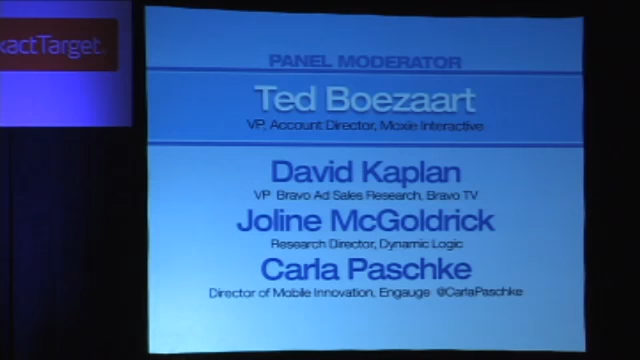 xactTarget.
PANEL MODERATOR
Ted Boezaart
VP, Account Director, Moxie Interactive
David Kaplan
VP Bravo Ad Sales Research, Bravo TV
Joline McGoldrick
Research Director, Dynamic Logic
Carla Paschke
Director of Mobile Innovation, Engauge @CarlaPaschke